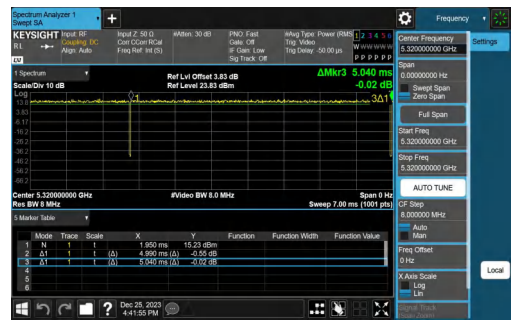 Spectrum Analyzer 1
Swept SA
Frequency
KEYSIGHT
RL
Input: RF
Coupling: DC
Align: Auto
Input Z: 50 Ω
Corr CCorr RCal
Freq Ref: Int (S)
#Atten: 30 dB
PNO: Fast
Gate: Off
IF Gain: Low
Sig Track: Off
#Avg Type: Power (RMS
Trig: Video
Trig Delay: -50.00 µs
1 2 3 4 5 6
W W W W W W
P P P P P P
LXI
1 Spectrum
Scale/Div 10 dB
Ref Lvl Offset 3.83 dB
Ref Level 23.83 dBm
ΔMkr3 5.040 ms
-0.02 dB
Log
13.8
3.83
-6.17
-16.2
-26.2
-36.2
-46.2
-56.2
-66.2
3Δ1
Center 5.320000000 GHz
Res BW 8 MHz
#Video BW 8.0 MHz
Span 0 Hz
Sweep 7.00 ms (1001 pts)
5 Marker Table
Mode Trace Scale X Y Function Function Width Function Value
1 N 1 t 1.950 ms 15.23 dBm
2 Δ1 1 t (Δ) 4.990 ms (Δ) -0.55 dB
3 Δ1 1 t (Δ) 5.040 ms (Δ) -0.02 dB
4
5
6
Dec 25, 2023
4:41:55 PM
Center Frequency
5.320000000 GHz
Settings
Span
0.00000000 Hz
Swept Span
Zero Span
Full Span
Start Freq
5.320000000 GHz
Stop Freq
5.320000000 GHz
AUTO TUNE
CF Step
8.000000 MHz
Auto
Man
Freq Offset
0 Hz
X Axis Scale
Log
Lin
Signal Track
Local